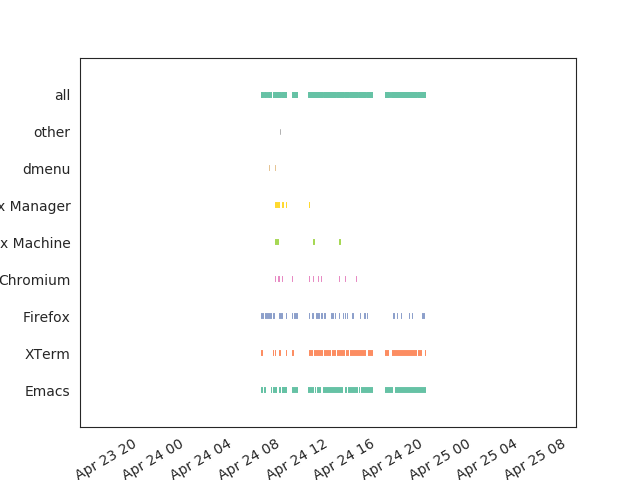 all
other
dmenu
x Manager
x Machine
Chromium
Firefox
XTerm
Emacs
Apr 23 20
Apr 24 00
Apr 24 04
Apr 24 08
Apr 24 12
Apr 24 16
Apr 24 20
Apr 25 00
Apr 25 04
Apr 25 08